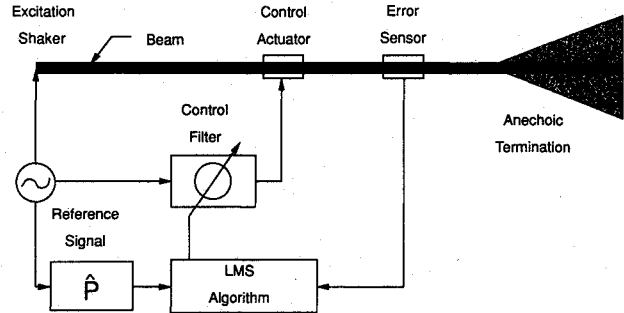 Excitation
Shaker
Beam
Control
Actuator
Error
Sensor
Control
Filter
Anechoic
Termination
Reference
Signal
P̂
LMS
Algorithm